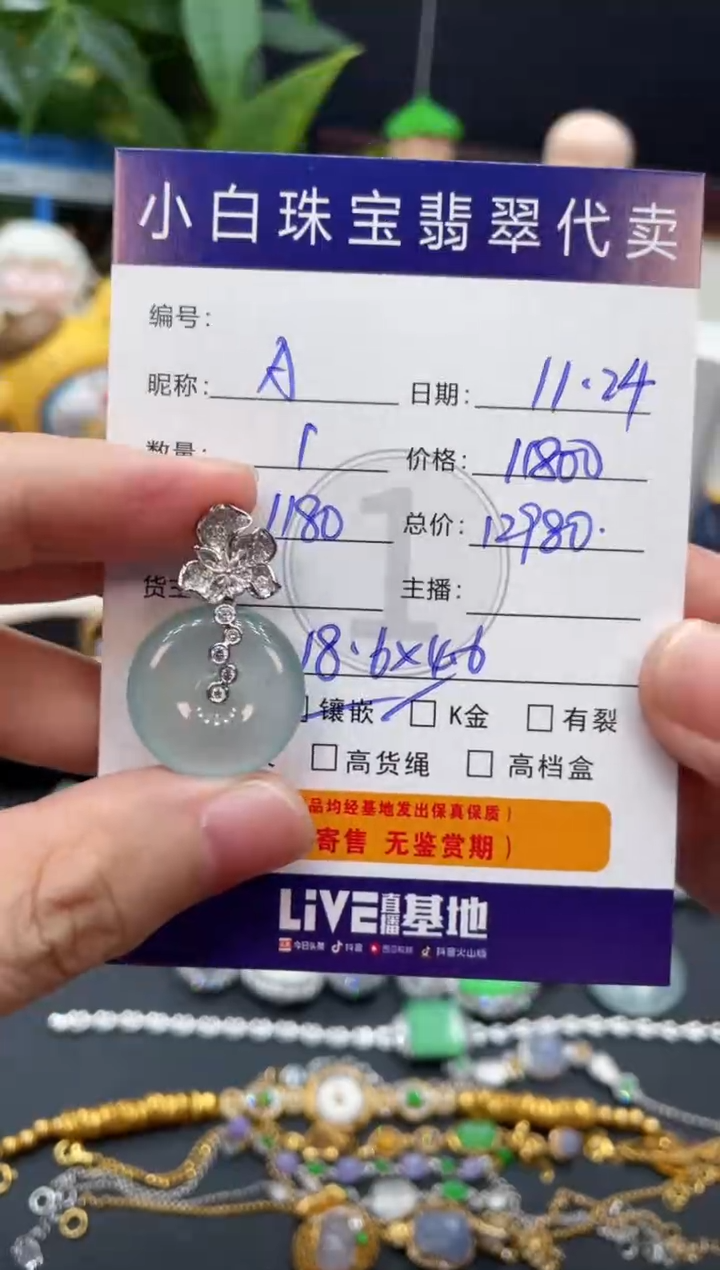 小白珠宝翡翠代卖
编号：
昵称： A 日期： 11.24
数量： 1 价格： 11800
1180 总价： 12980.
主播：
18.6×4.6
镶嵌 K金 有裂
高货绳 高档盒
品均经基地发出保真保质）
寄售 无鉴赏期）
LiVE直播基地
今日头条 抖音 西瓜视频 抖音火山版